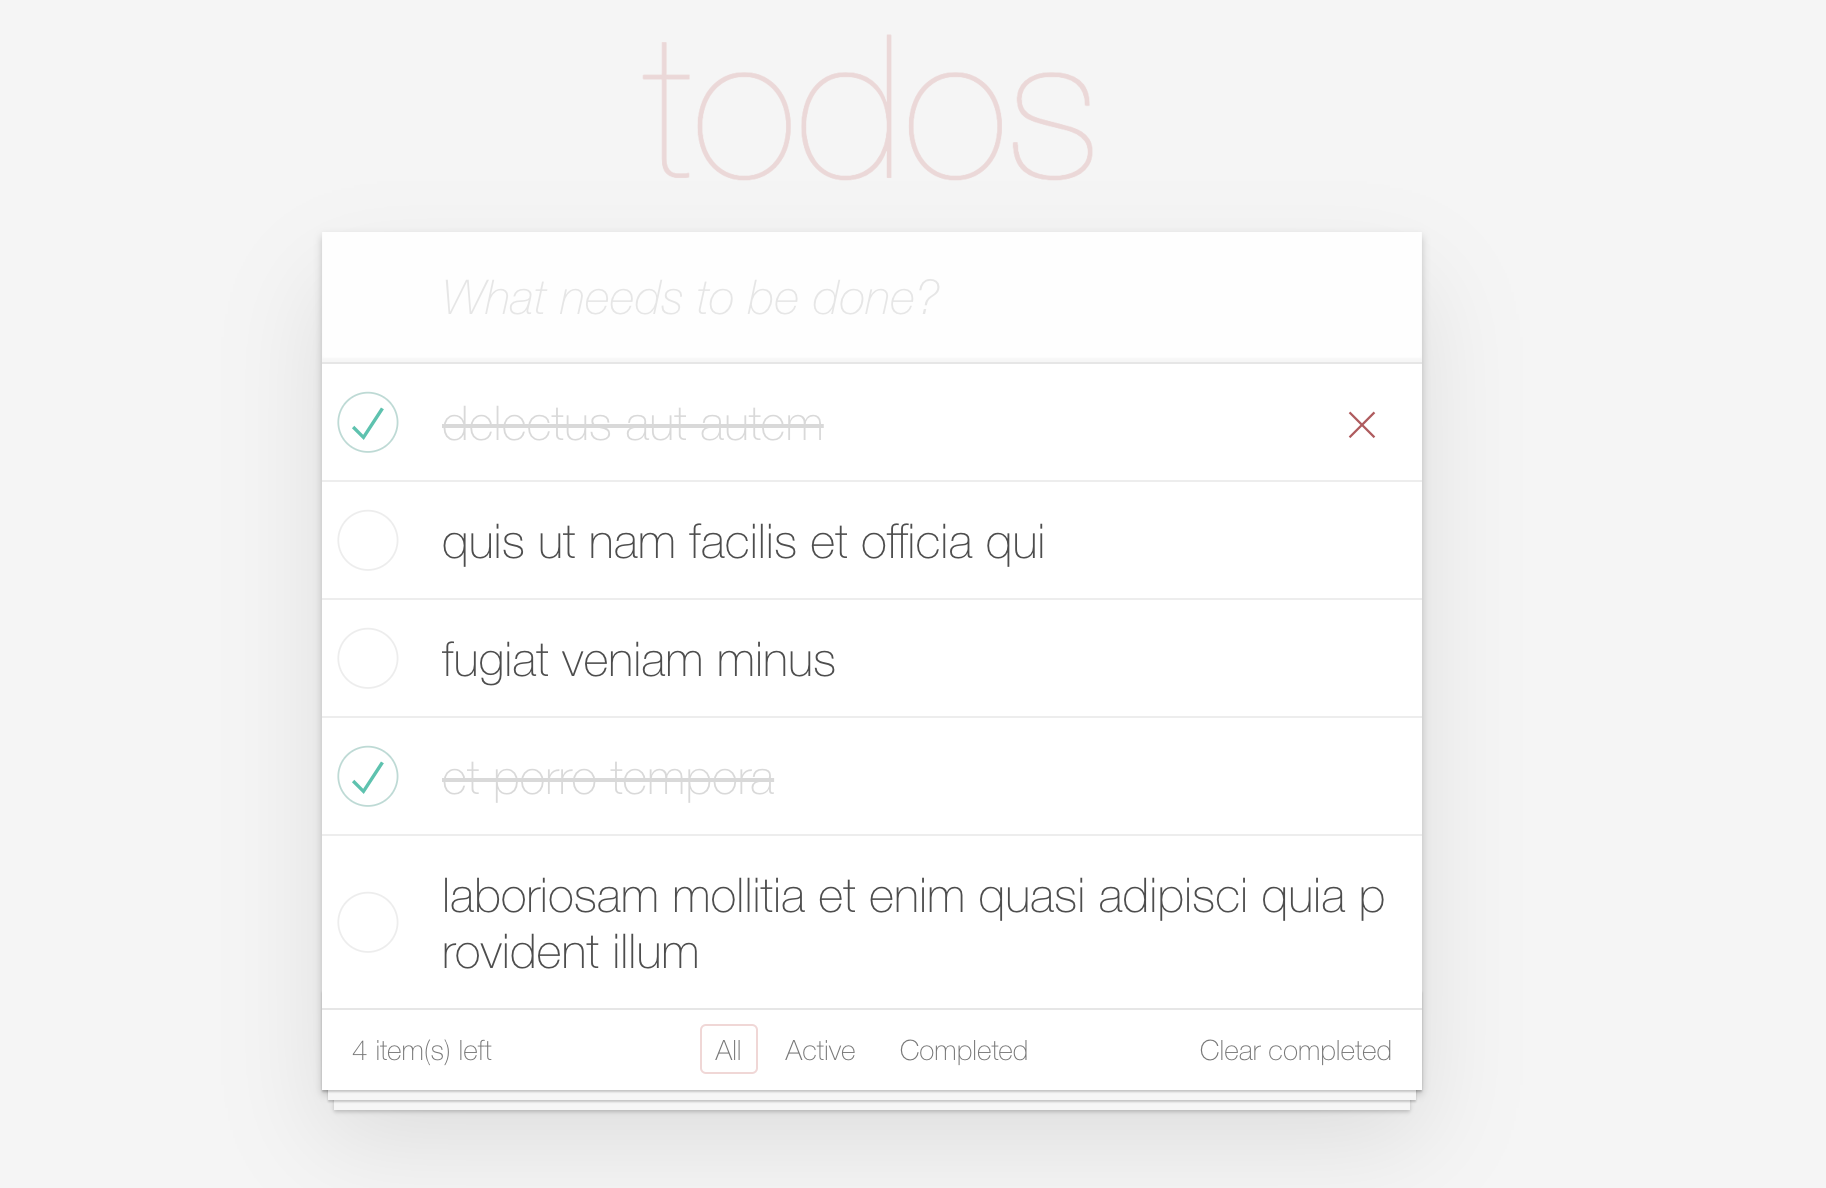 todos
What needs to be done?
delectus aut autem
quis ut nam facilis et officia qui
fugiat veniam minus
et porro tempora
laboriosam mollitia et enim quasi adipisci quia p
rovident illum
4 item(s) left All Active Completed Clear completed